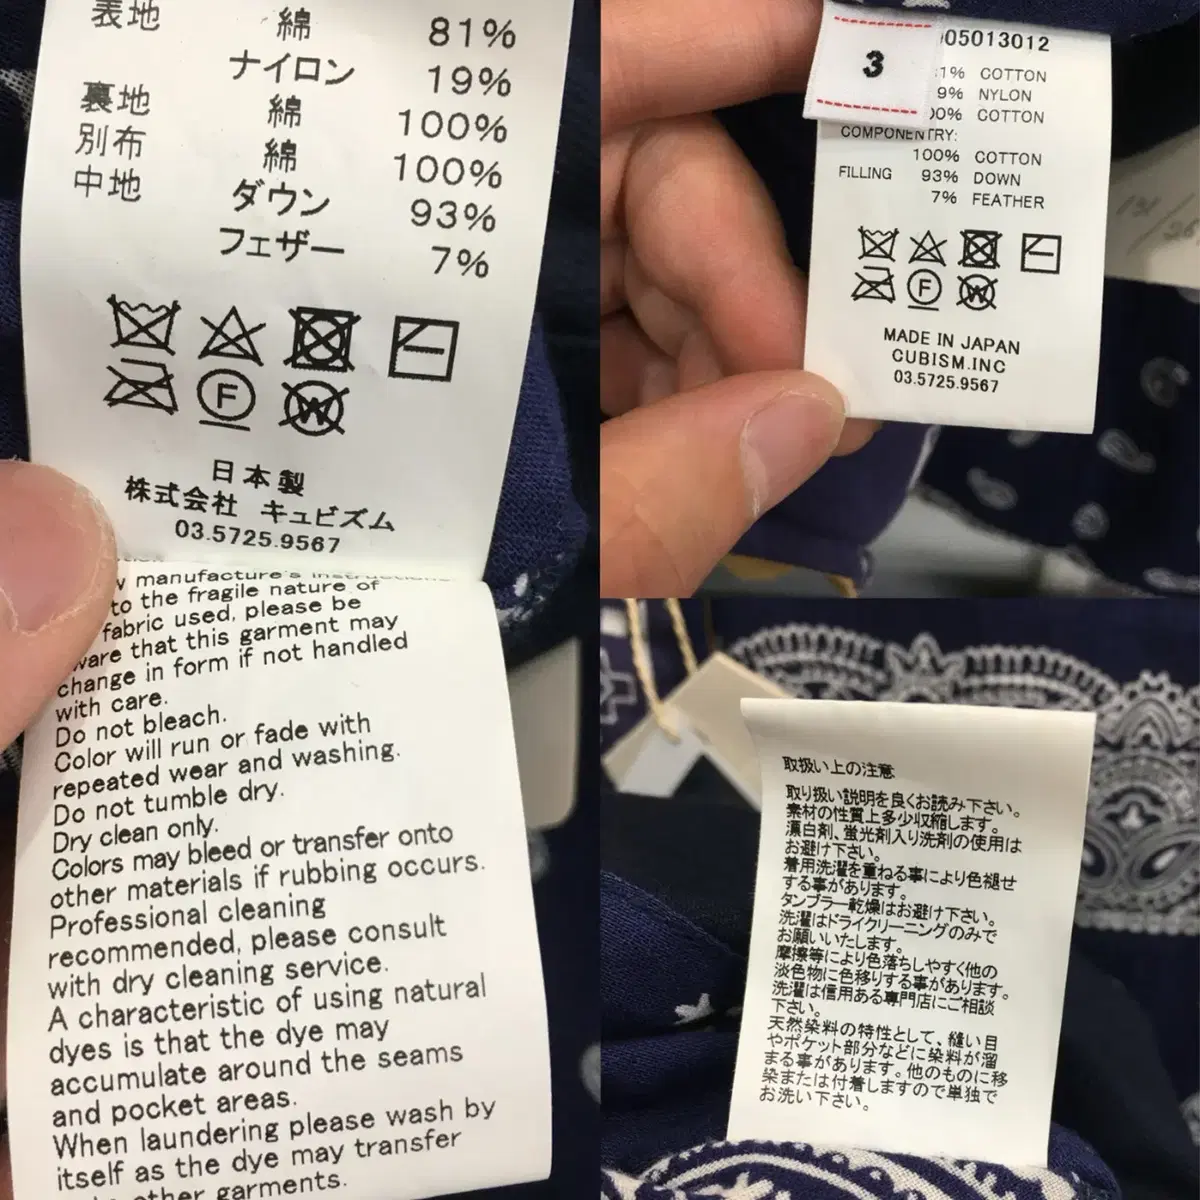 表地 綿 81%
ナイロン 19%
裏地 綿 100%
別布 綿 100%
中地 ダウン 93%
フェザー 7%
F
W
日本製
株式会社 キュビズム
03.5725.9567
manufacture's instructions
to the fragile nature of
fabric used, please be
ware that this garment may
change in form if not handled
with care.
Do not bleach.
Color will run or fade with
repeated wear and washing.
Do not tumble dry.
Dry clean only.
Colors may bleed or transfer onto
other materials if rubbing occurs.
Professional cleaning
recommended, please consult
with dry cleaning service.
A characteristic of using natural
dyes is that the dye may
accumulate around the seams
and pocket areas.
When laundering please wash by
itself as the dye may transfer
other garments.
3
05013012
1% COTTON
9% NYLON
00% COTTON
COMPONENTRY:
100% COTTON
FILLING 93% DOWN
7% FEATHER
F
W
MADE IN JAPAN
CUBISM.INC
03.5725.9567
取扱い上の注意
取り扱い説明を良くお読み下さい。
素材の性質上多少収縮します。
漂白剤、蛍光剤入り洗剤の使用は
お避け下さい。
着用洗濯を重ねる事により色褪せ
する事があります。
タンブラー乾燥はお避け下さい。
洗濯はドライクリーニングのみで
お願いいたします。
摩擦等により色落ちしやすく他の
淡色物に色移りする事があります。
洗濯は信用ある専門店にご相談
下さい。
天然染料の特性として、縫い目
やポケット部分などに染料が溜
まる事があります。他のものに移
染または付着しますので単独で
お洗い下さい。